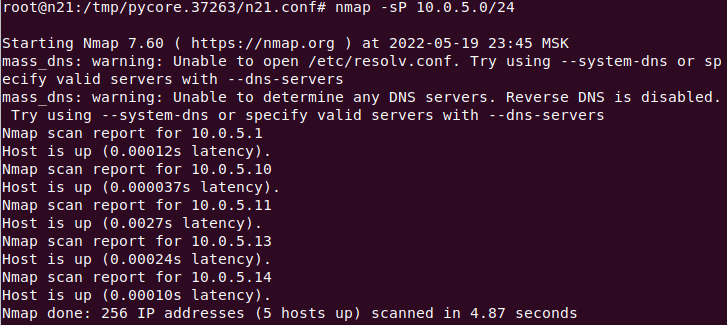 root@n21:/tmp/pycore.37263/n21.conf# nmap -sP 10.0.5.0/24
Starting Nmap 7.60 ( https://nmap.org ) at 2022-05-19 23:45 MSK
mass_dns: warning: Unable to open /etc/resolv.conf. Try using --system-dns or sp
ecify valid servers with --dns-servers
mass_dns: warning: Unable to determine any DNS servers. Reverse DNS is disabled.
 Try using --system-dns or specify valid servers with --dns-servers
Nmap scan report for 10.0.5.1
Host is up (0.00012s latency).
Nmap scan report for 10.0.5.10
Host is up (0.000037s latency).
Nmap scan report for 10.0.5.11
Host is up (0.0027s latency).
Nmap scan report for 10.0.5.13
Host is up (0.00024s latency).
Nmap scan report for 10.0.5.14
Host is up (0.00010s latency).
Nmap done: 256 IP addresses (5 hosts up) scanned in 4.87 seconds